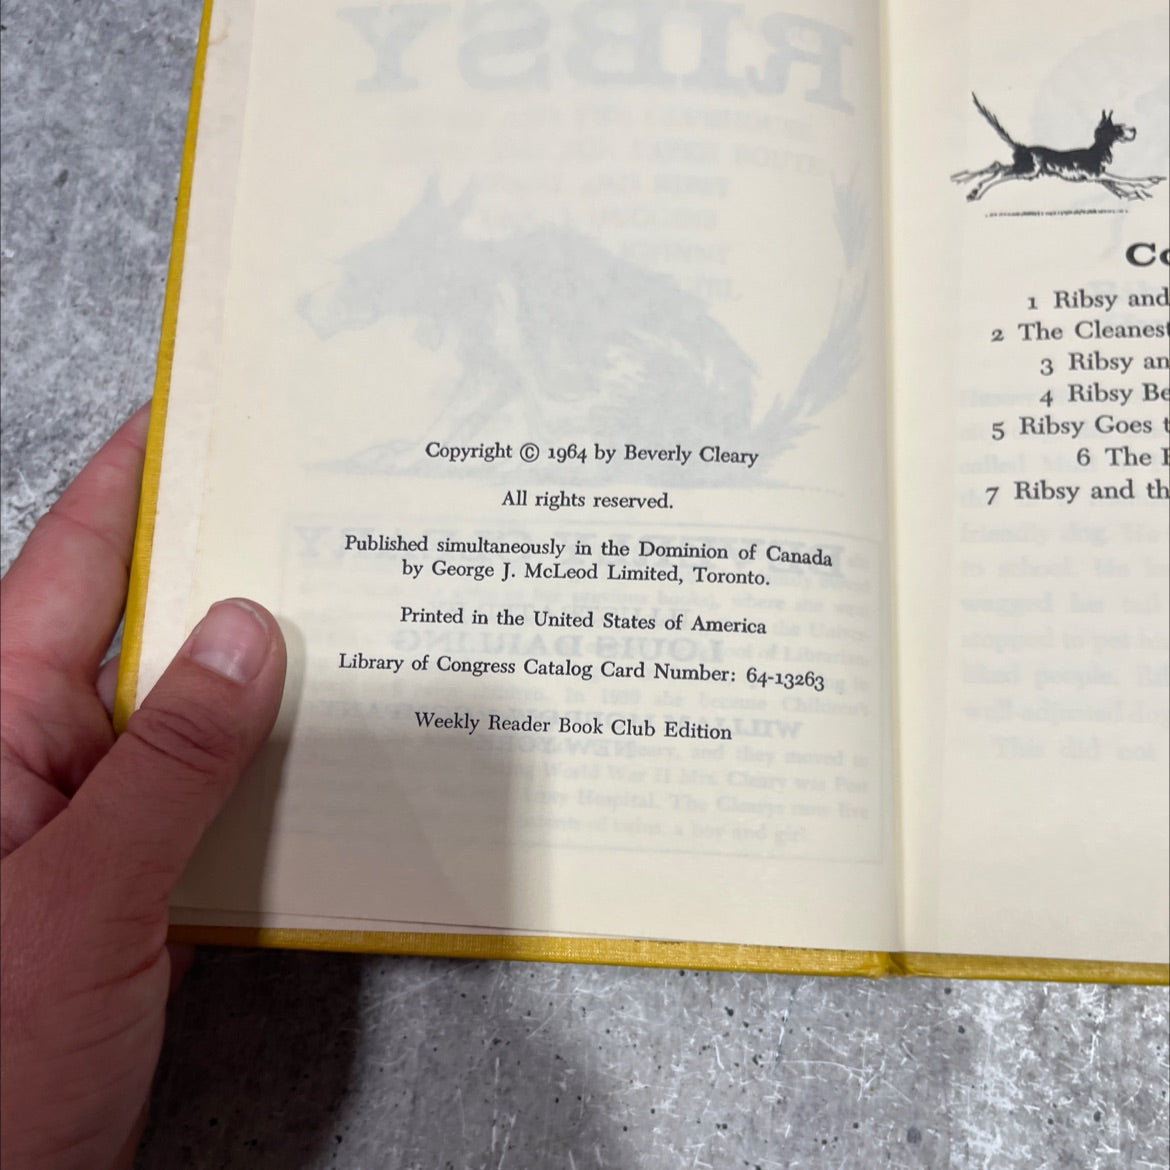 Copyright © 1964 by Beverly Cleary
All rights reserved.
Published simultaneously in the Dominion of Canada
by George J. McLeod Limited, Toronto.
Printed in the United States of America
Library of Congress Catalog Card Number: 64-13263
Weekly Reader Book Club Edition
1 Ribsy and
2 The Cleanest
3 Ribsy an
4 Ribsy Be
5 Ribsy Goes t
6 The
7 Ribsy and th